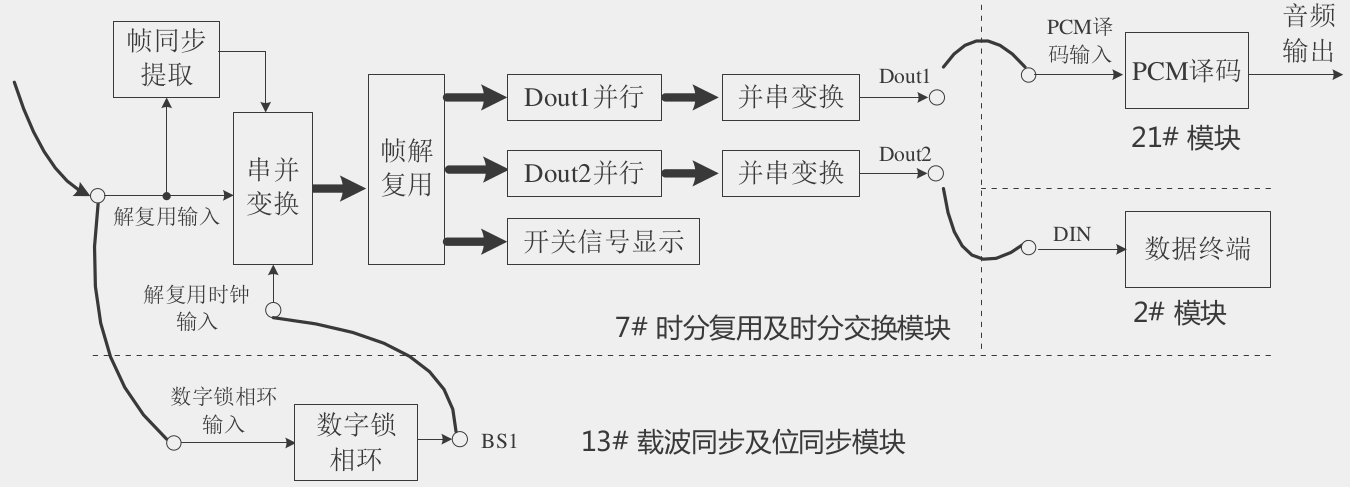 帧同步
提取
解复用输入
串并
变换
解复用时钟
输入
帧解
复用
Dout1并行
Dout2并行
开关信号显示
并串变换
并串变换
Dout1
Dout2
PCM译
码输入
PCM译码
音频
输出
21# 模块
DIN
数据终端
2# 模块
7# 时分复用及时分交换模块
数字锁相环
输入
数字锁
相环
BS1
13# 载波同步及位同步模块